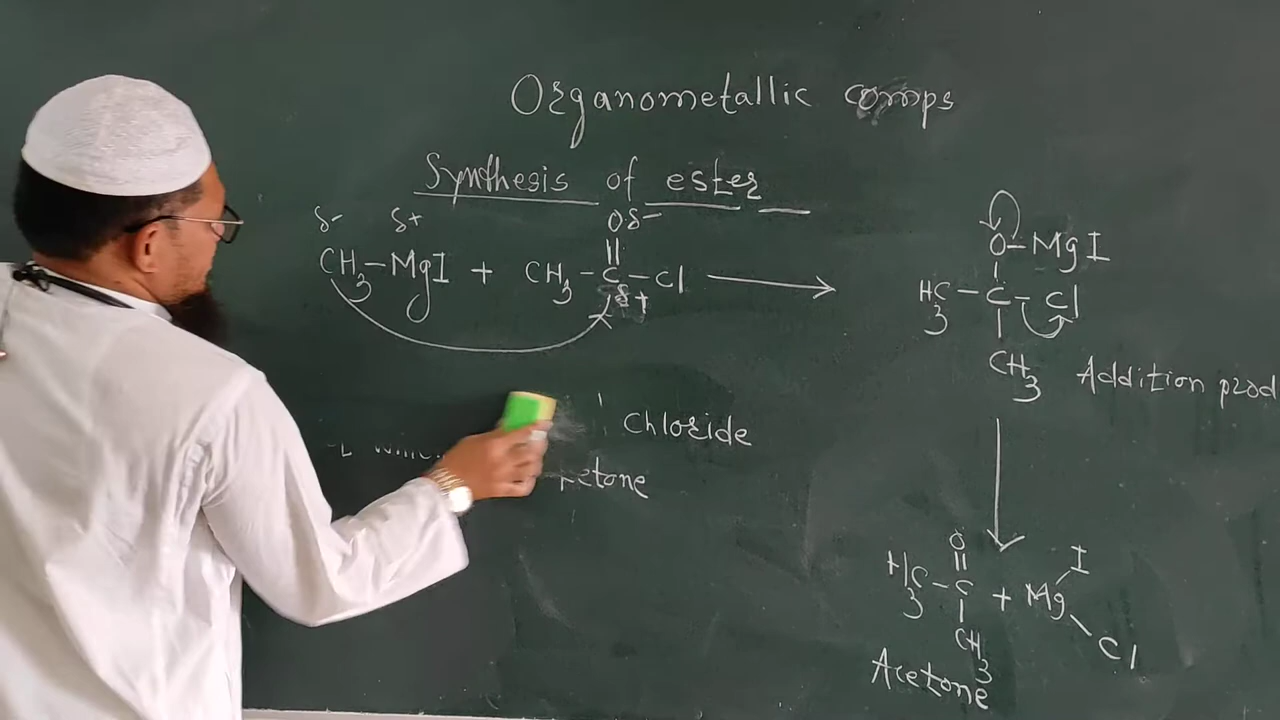 Organometallic comps
Synthesis of ester
δ- δ+ Oδ-
||
CH3-MgI + CH3-C-Cl
δ+
O-MgI
H3C-C-Cl
CH3 Addition prod
Chloride
O
||
H3C-C + Mg
I
Cl
CH3
Acetone